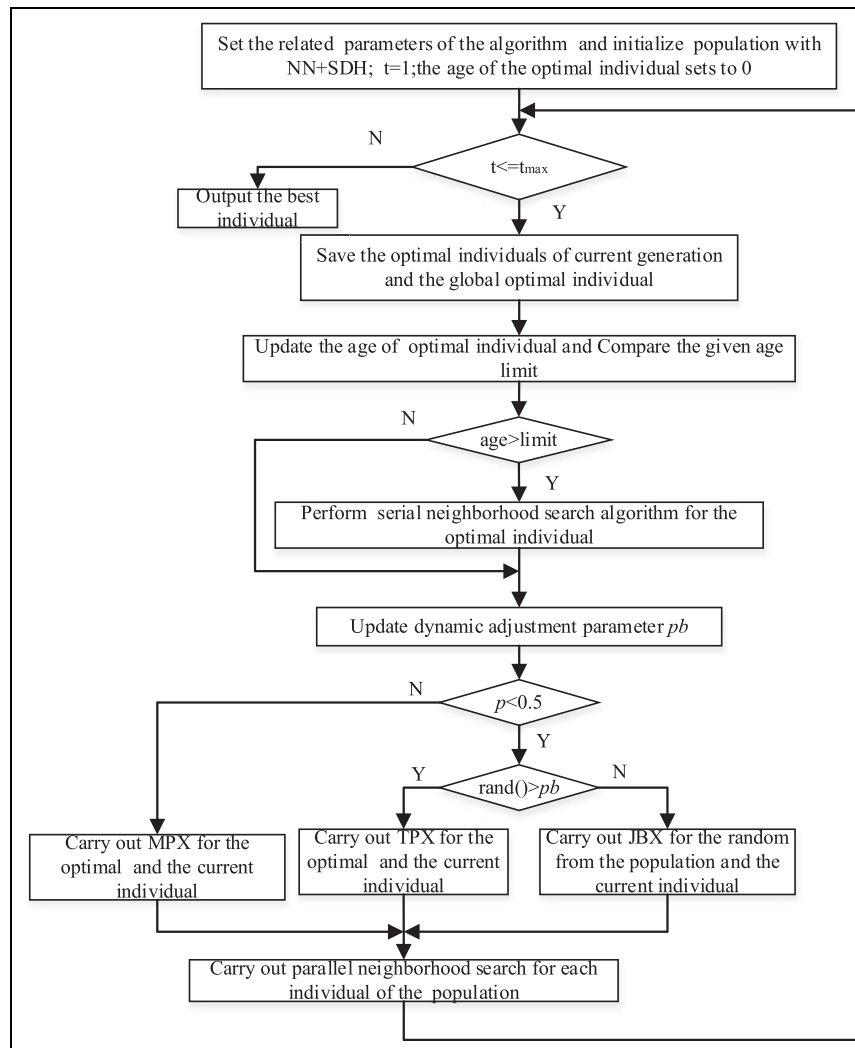 Set the related parameters of the algorithm and initialize population with
NN+SDH; t=1;the age of the optimal individual sets to 0
N
t<=tmax
Output the best
individual
Y
Save the optimal individuals of current generation
and the global optimal individual
Update the age of optimal individual and Compare the given age
limit
N
age>limit
Y
Perform serial neighborhood search algorithm for the
optimal individual
Update dynamic adjustment parameter pb
N
p<0.5
Y
Y
rand()>pb
N
Carry out MPX for the
optimal and the current
individual
Carry out TPX for the
optimal and the current
individual
Carry out JBX for the random
from the population and the
current individual
Carry out parallel neighborhood search for each
individual of the population